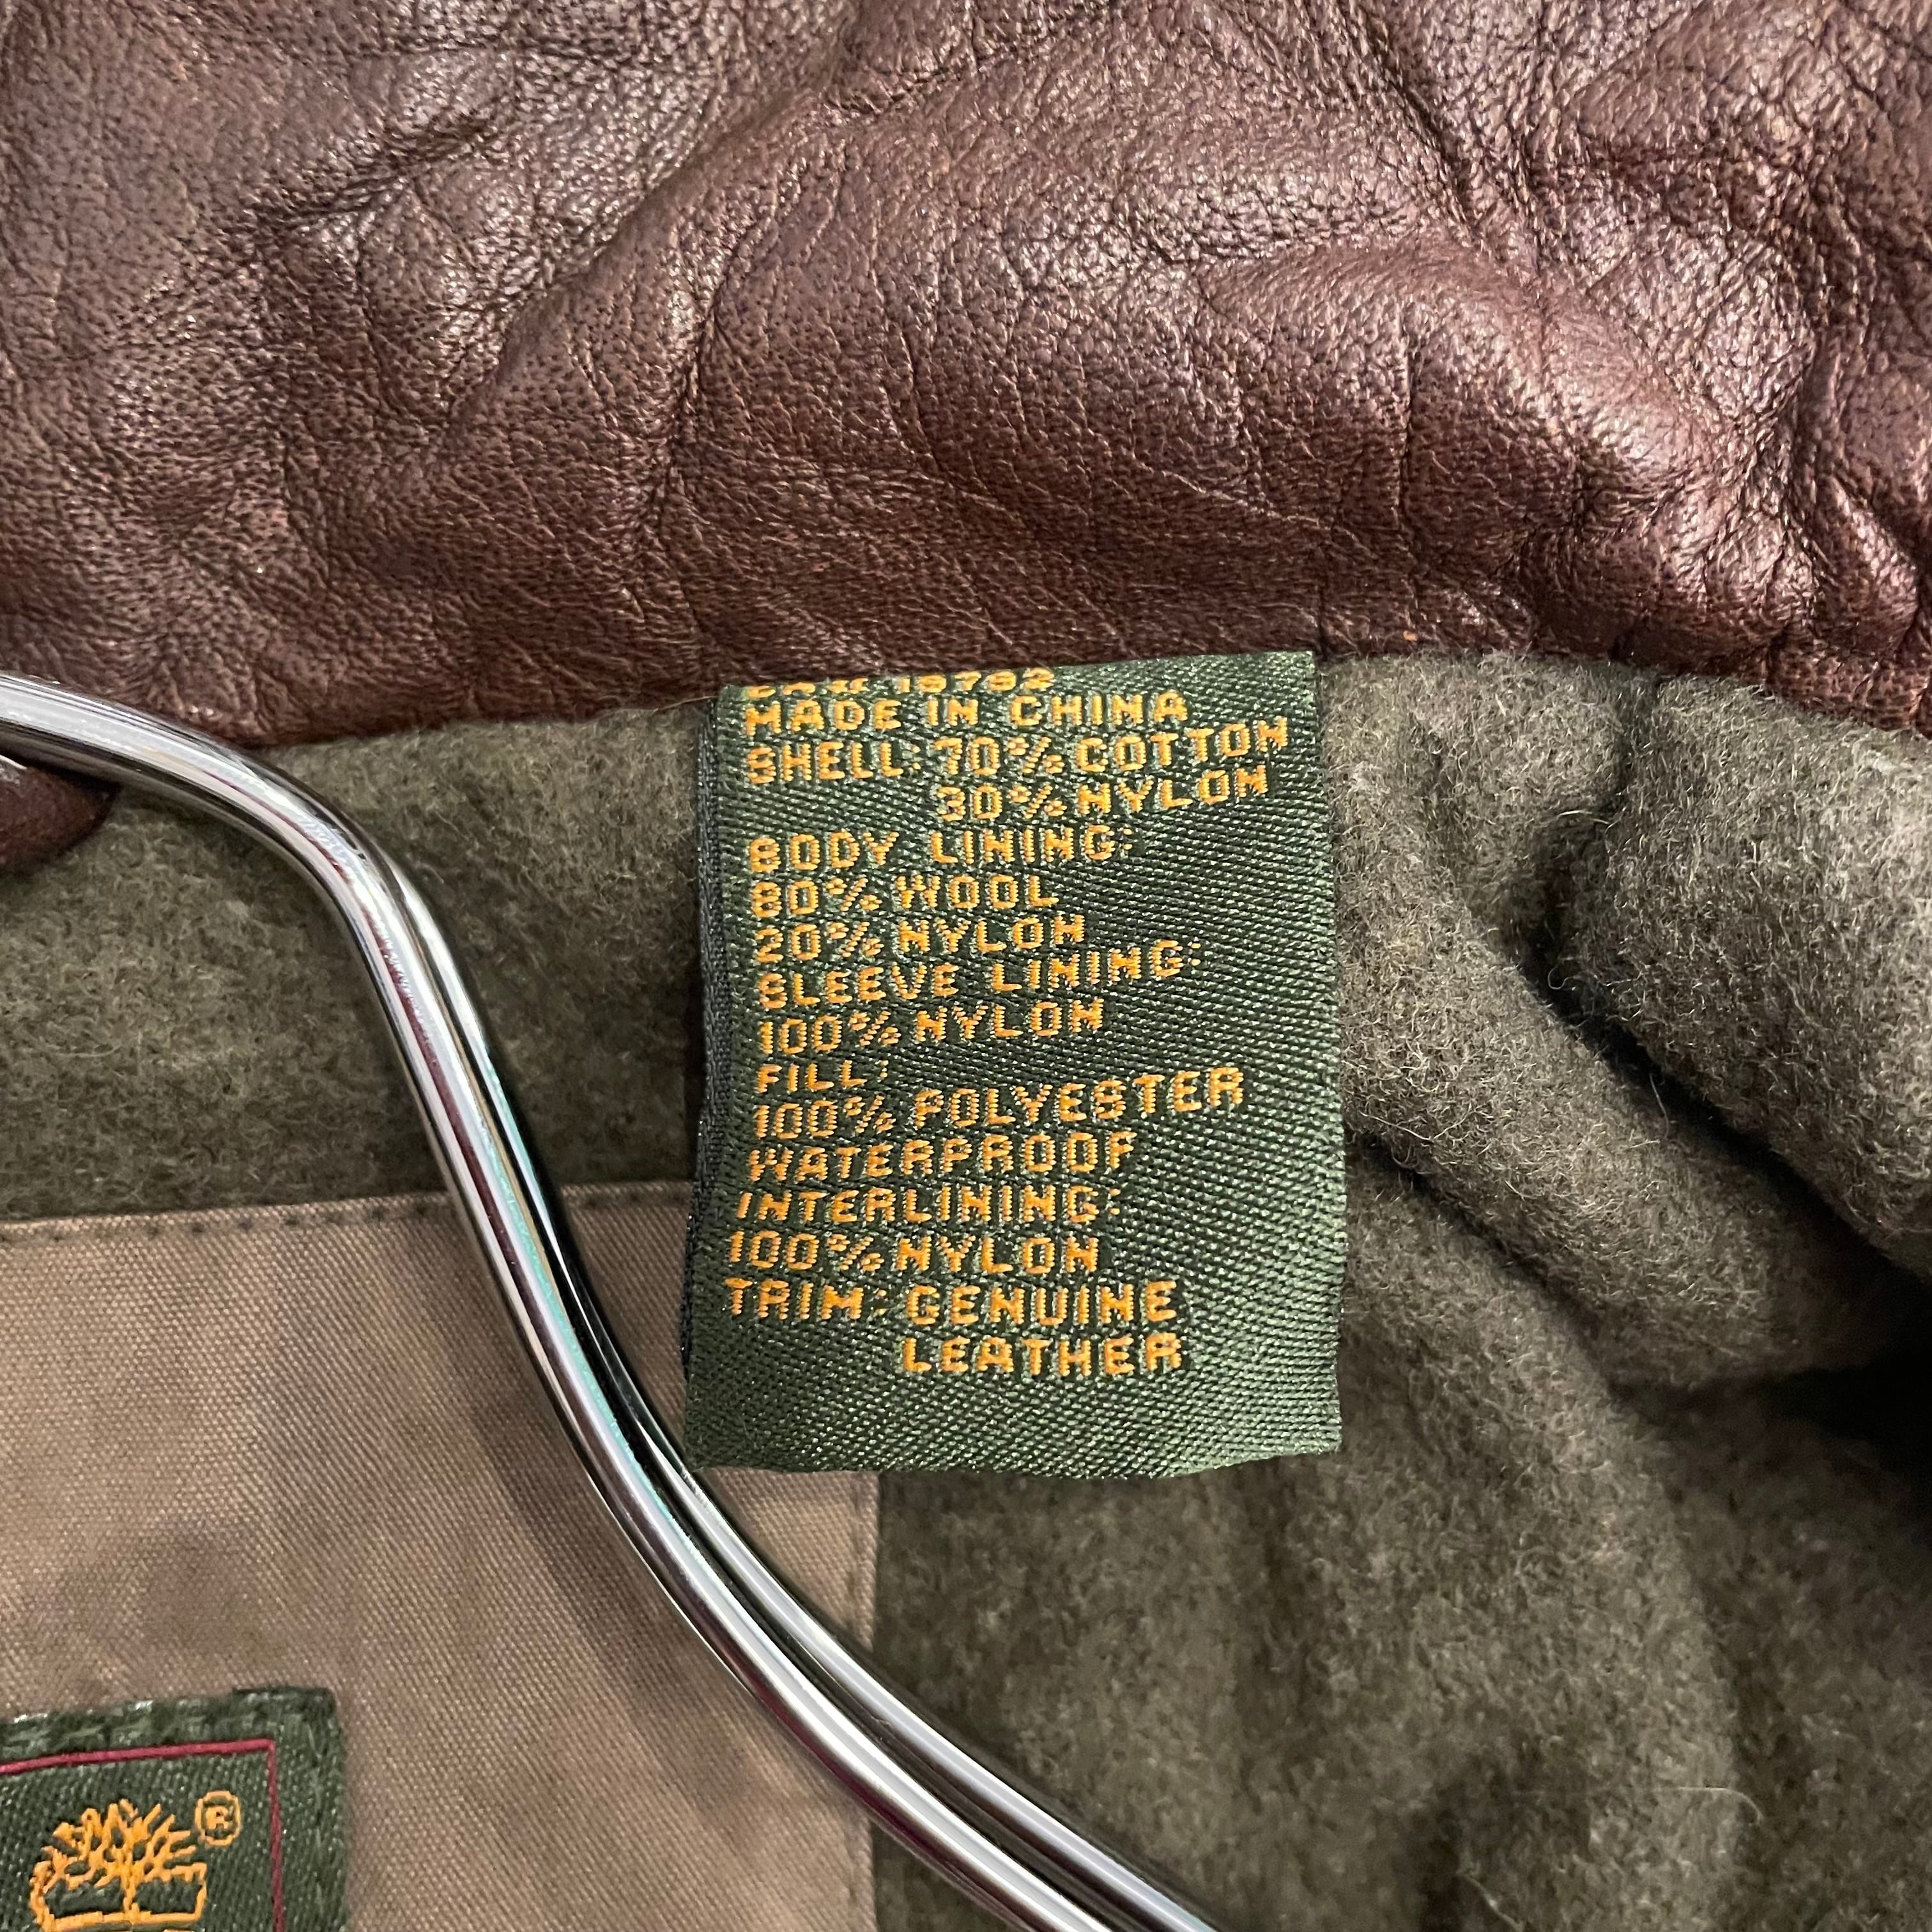 MADE IN CHINA
SHELL: 70% COTTON
30% NYLON
BODY LINING:
80% WOOL
20% NYLON
SLEEVE LINING:
100% NYLON
FILL:
100% POLYESTER
WATERPROOF
INTERLINING:
100% NYLON
TRIM: GENUINE
LEATHER
®